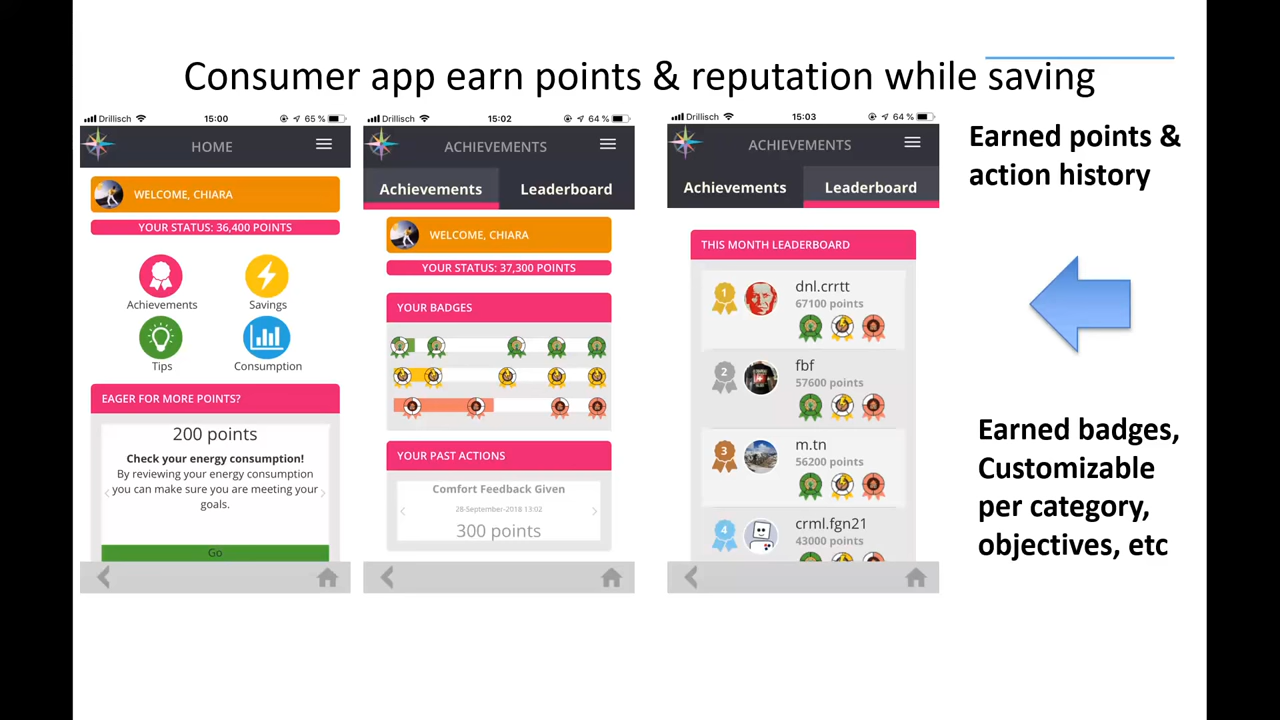 Consumer app earn points & reputation while saving
Drillisch 15:00 65 %
HOME
WELCOME, CHIARA
YOUR STATUS: 36,400 POINTS
Achievements Savings
Tips Consumption
EAGER FOR MORE POINTS?
200 points
Check your energy consumption!
By reviewing your energy consumption
you can make sure you are meeting your
goals.
Go
Drillisch 15:02 64 %
ACHIEVEMENTS
Achievements Leaderboard
WELCOME, CHIARA
YOUR STATUS: 37,300 POINTS
YOUR BADGES
YOUR PAST ACTIONS
Comfort Feedback Given
28-September-2018 13:02
300 points
Drillisch 15:03 64 %
ACHIEVEMENTS
Achievements Leaderboard
THIS MONTH LEADERBOARD
1 dnl.crrtt
67100 points
2 fbf
57600 points
3 m.tn
56200 points
4 crml.fgn21
43000 points
Earned points &
action history
Earned badges,
Customizable
per category,
objectives, etc